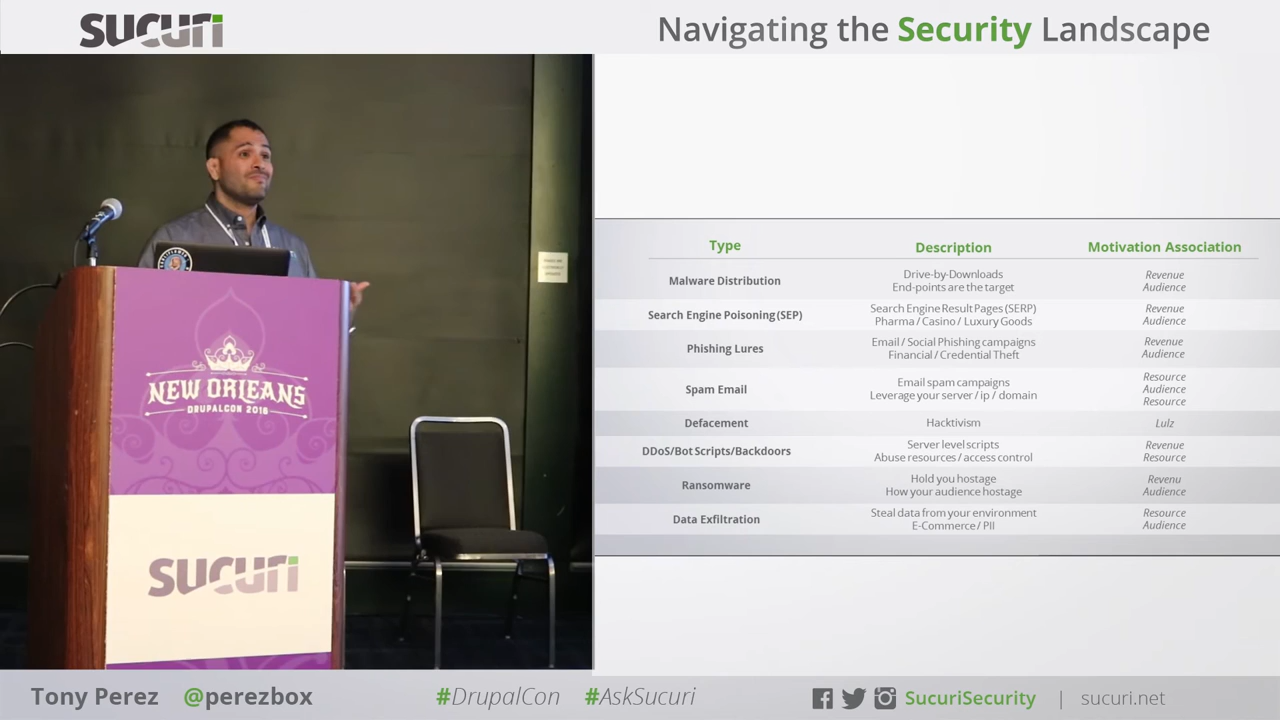 sucuri
Navigating the Security Landscape
NEW ORLEANS
DRUPALCON 2016
sucuri
Type Description Motivation Association
Malware Distribution
Drive-by-Downloads
End-points are the target
Revenue
Audience
Search Engine Poisoning (SEP)
Search Engine Result Pages (SERP)
Pharma / Casino / Luxury Goods
Revenue
Audience
Phishing Lures
Email / Social Phishing campaigns
Financial / Credential Theft
Revenue
Audience
Spam Email
Email spam campaigns
Leverage your server / ip / domain
Resource
Audience
Resource
Defacement
Hacktivism
Lulz
DDoS/Bot Scripts/Backdoors
Server level scripts
Abuse resources / access control
Revenue
Resource
Ransomware
Hold you hostage
How your audience hostage
Revenu
Audience
Data Exfiltration
Steal data from your environment
E-Commerce / PII
Resource
Audience
Tony Perez @perezbox #DrupalCon #AskSucuri SucuriSecurity | sucuri.net